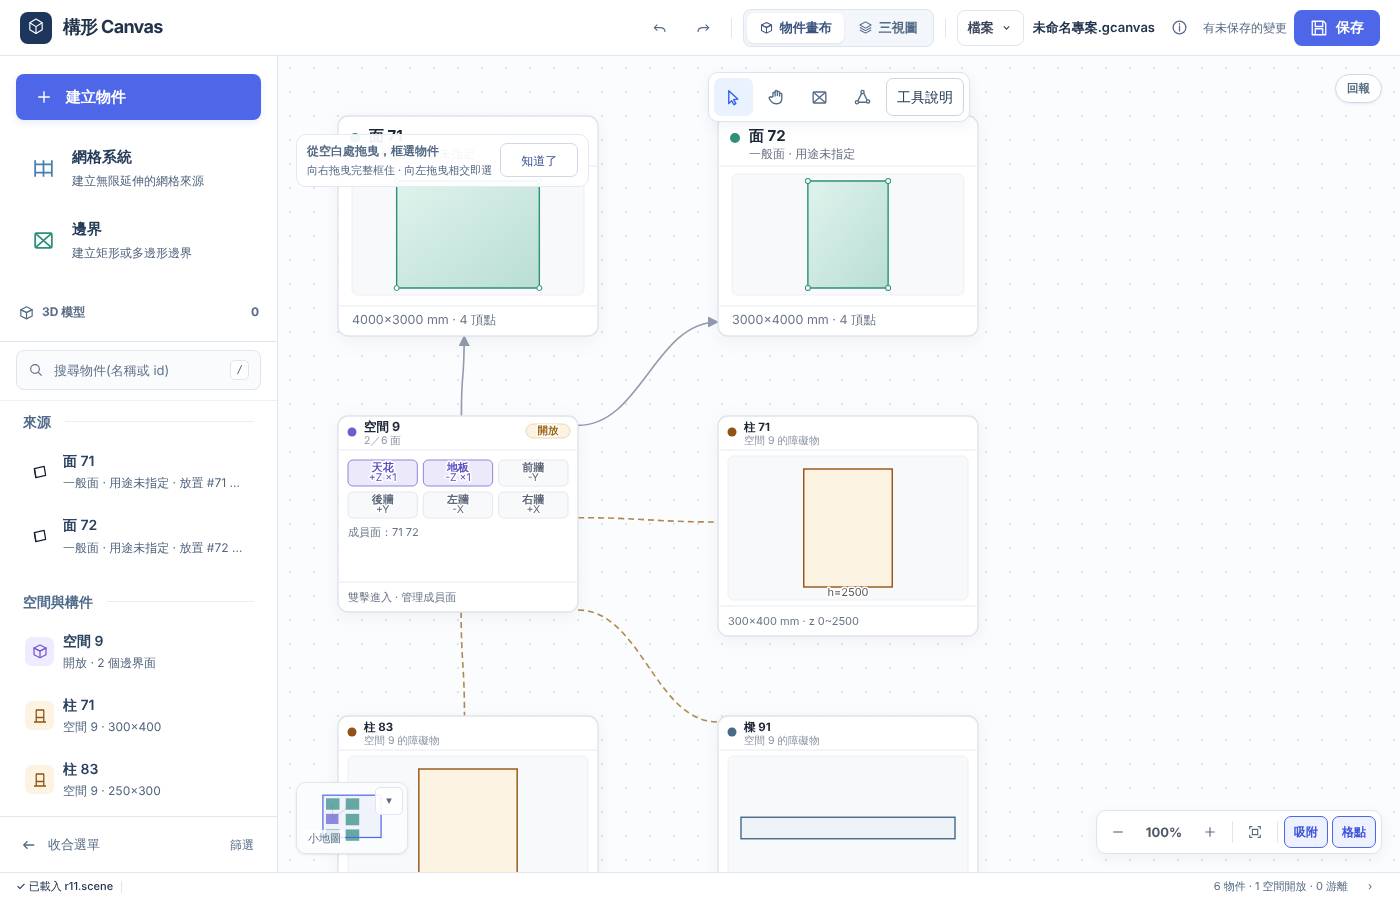 構形 Canvas
物件畫布
三視圖
檔案
未命名專案.gcanvas
有未保存的變更
保存
建立物件
網格系統
建立無限延伸的網格來源
邊界
建立矩形或多邊形邊界
3D 模型
0
搜尋物件(名稱或 id)
/
來源
面 71
一般面 · 用途未指定 · 放置 #71 ...
面 72
一般面 · 用途未指定 · 放置 #72 ...
空間與構件
空間 9
開放 · 2 個邊界面
柱 71
空間 9 · 300×400
柱 83
空間 9 · 250×300
收合選單
篩選
工具說明
回報
面 71
從空白處拖曳，框選物件
向右拖曳完整框住 · 向左拖曳相交即選
知道了
4000×3000 mm · 4 頂點
面 72
一般面 · 用途未指定
3000×4000 mm · 4 頂點
空間 9
2／6 面
開放
天花
+Z ×1
地板
-Z ×1
前牆
-Y
後牆
+Y
左牆
-X
右牆
+X
成員面：71 72
雙擊進入 · 管理成員面
柱 71
空間 9 的障礙物
h=2500
300×400 mm · z 0~2500
柱 83
空間 9 的障礙物
樑 91
空間 9 的障礙物
小地圖
100%
吸附
格點
✓ 已載入 r11.scene
6 物件 · 1 空間開放 · 0 游離